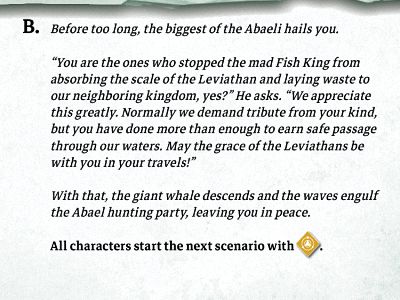 B. Before too long, the biggest of the Abaeli hails you.
“You are the ones who stopped the mad Fish King from
absorbing the scale of the Leviathan and laying waste to
our neighboring kingdom, yes?” He asks. “We appreciate
this greatly. Normally we demand tribute from your kind,
but you have done more than enough to earn safe passage
through our waters. May the grace of the Leviathans be
with you in your travels!”
With that, the giant whale descends and the waves engulf
the Abael hunting party, leaving you in peace.
All characters start the next scenario with .